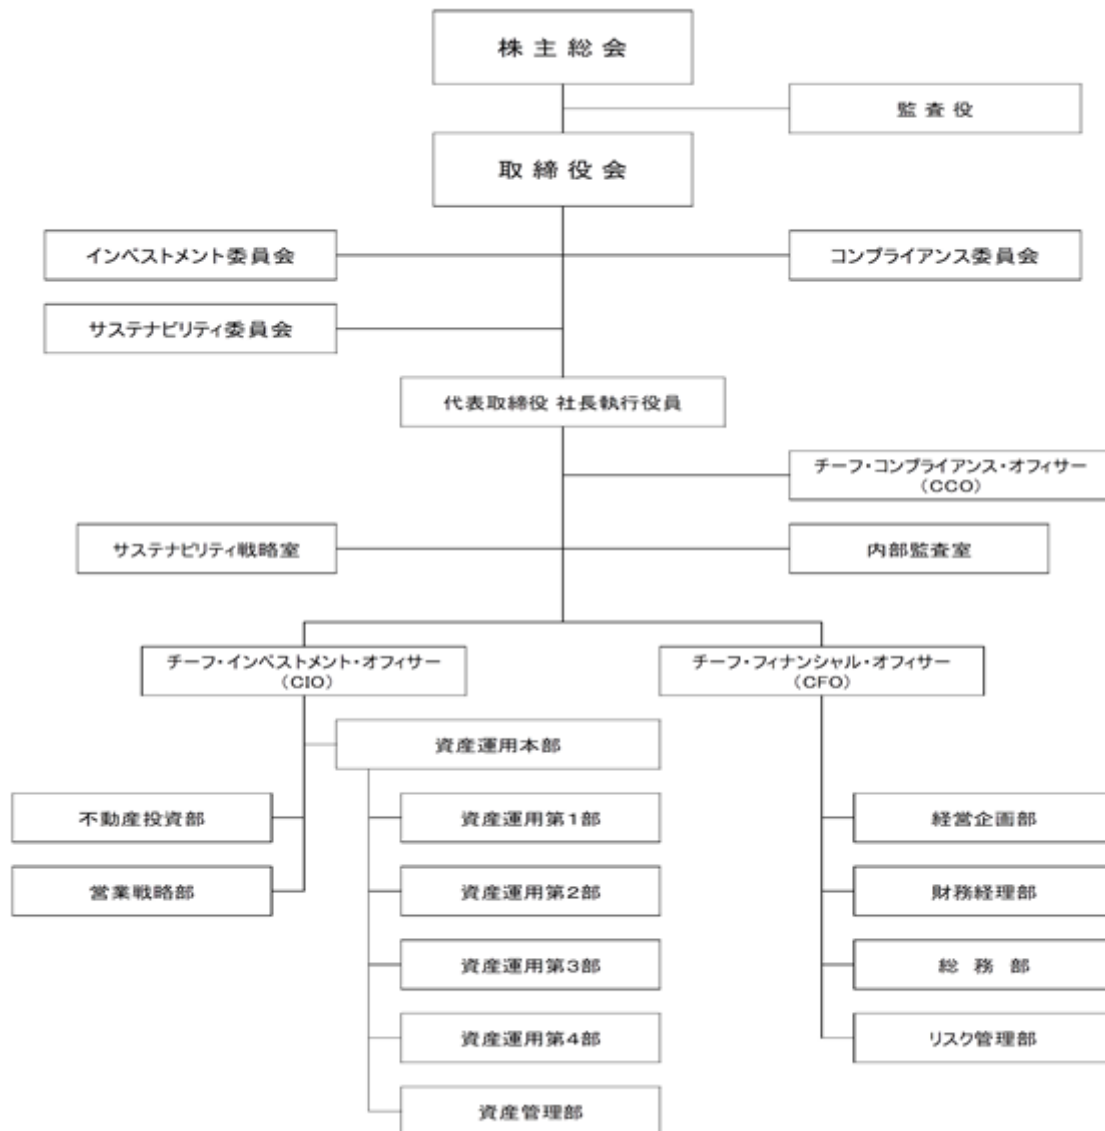 株主総会
監査役
取締役会
インベストメント委員会
コンプライアンス委員会
サステナビリティ委員会
代表取締役 社長執行役員
チーフ・コンプライアンス・オフィサー
(CCO)
サステナビリティ戦略室
内部監査室
チーフ・インベストメント・オフィサー
(CIO)
チーフ・フィナンシャル・オフィサー
(CFO)
資産運用本部
不動産投資部
資産運用第1部
経営企画部
営業戦略部
資産運用第2部
財務経理部
資産運用第3部
総務部
資産運用第4部
リスク管理部
資産管理部